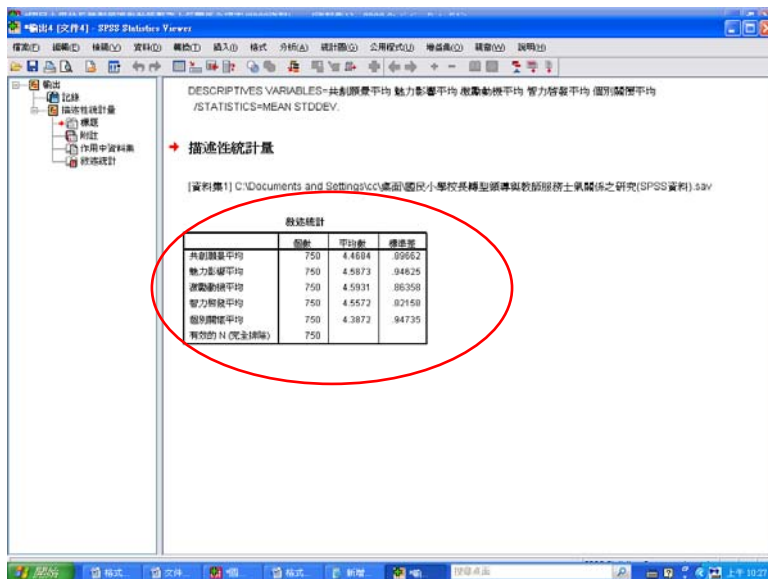 *輸出4 [文件4] - SPSS Statistics Viewer
檔案(F) 編輯(E) 檢視(V) 資料(D) 轉換(T) 插入(I) 格式 分析(A) 統計圖(G) 公用程式(U) 增益集(O) 視窗(W) 說明(H)
輸出
記錄
描述性統計量
標題
附註
作用中資料集
敘述統計
DESCRIPTIVES VARIABLES=共創願景平均 魅力影響平均 激勵動機平均 智力啓發平均 個別關懷平均
/STATISTICS=MEAN STDDEV.
描述性統計量
[資料集1] C:\Documents and Settings\cc\桌面\國民小學校長轉型領導與教師服務士氣關係之研究(SPSS資料).sav
敘述統計
個數 平均數 標準差
共創願景平均 750 4.4684 .89662
魅力影響平均 750 4.5873 .94625
激勵動機平均 750 4.5931 .86358
智力啓發平均 750 4.5572 .82158
個別關懷平均 750 4.3872 .94735
有效的 N (完全排除) 750
開始 格式... 文件... 格式... 新增... 搜尋桌面 上午 10:27